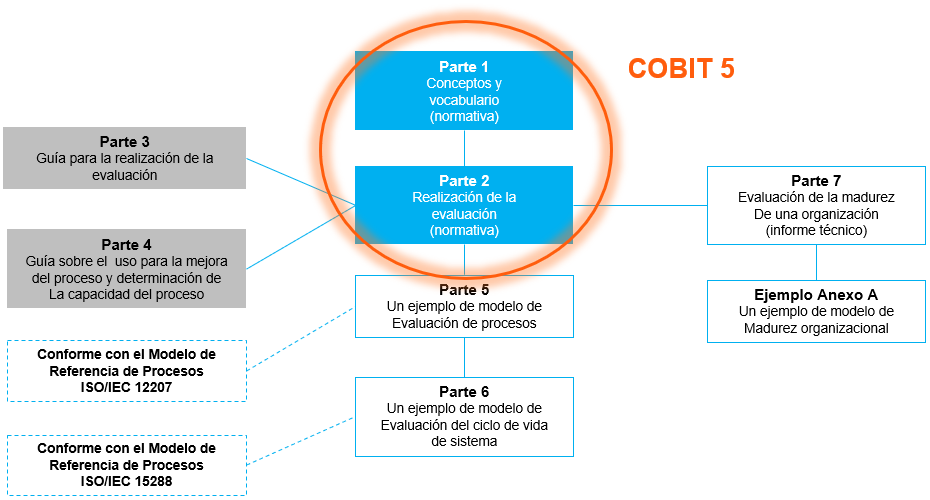 COBIT 5
Parte 1
Conceptos y
vocabulario
(normativa)
Parte 3
Guía para la realización de la
evaluación
Parte 2
Realización de la
evaluación
(normativa)
Parte 7
Evaluación de la madurez
De una organización
(informe técnico)
Parte 4
Guía sobre el uso para la mejora
del proceso y determinación de
La capacidad del proceso
Parte 5
Un ejemplo de modelo de
Evaluación de procesos
Ejemplo Anexo A
Un ejemplo de modelo de
Madurez organizacional
Conforme con el Modelo de
Referencia de Procesos
ISO/IEC 12207
Parte 6
Un ejemplo de modelo de
Evaluación del ciclo de vida
de sistema
Conforme con el Modelo de
Referencia de Procesos
ISO/IEC 15288